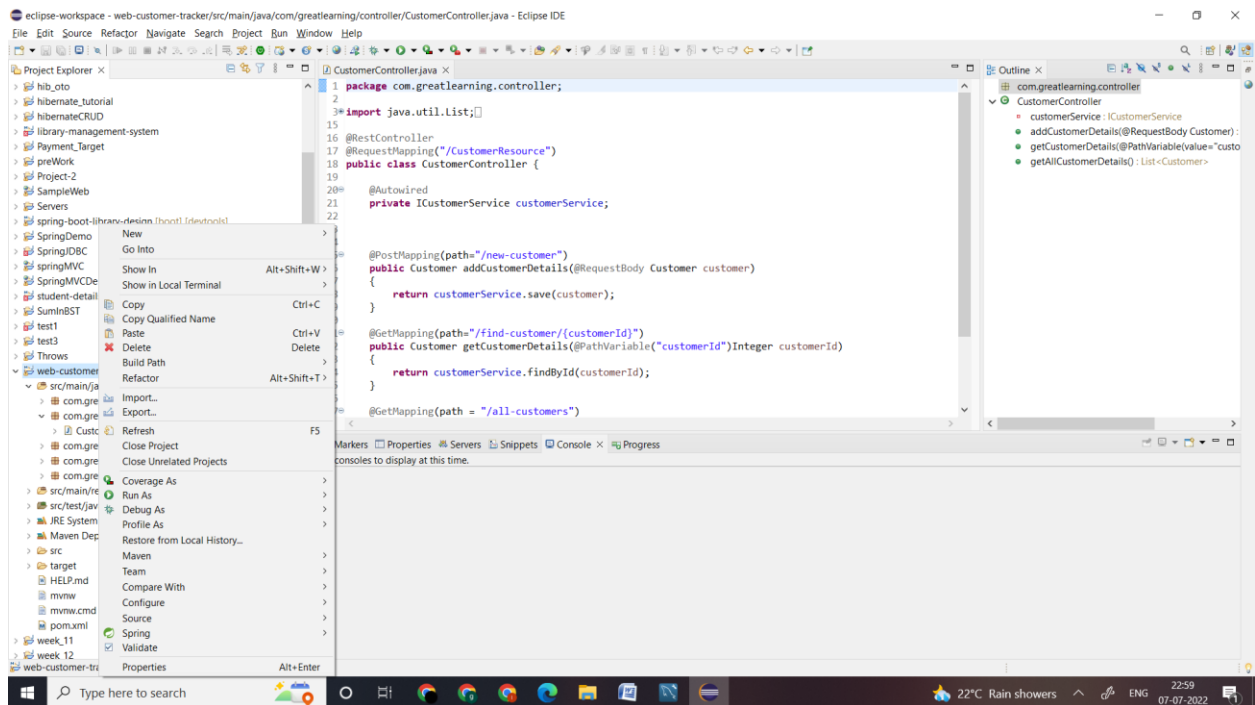 eclipse-workspace - web-customer-tracker/src/main/java/com/greatlearning/controller/CustomerController.java - Eclipse IDE
File Edit Source Refactor Navigate Search Project Run Window Help
Project Explorer
hib_oto
hibernate_tutorial
hibernateCRUD
library-management-system
Payment_Target
preWork
Project-2
SampleWeb
Servers
spring-boot-library-design [boot] [devtools]
SpringDemo
SpringJDBC
springMVC
SpringMVCDe
student-detail
SumInBST
test1
test3
Throws
web-customer
src/main/ja
com.gre
com.gre
Custc
com.gre
com.gre
com.gre
src/main/re
src/test/jav
JRE System
Maven Dep
src
target
HELP.md
mvnw
mvnw.cmd
pom.xml
week_11
week_12
web-customer-tra
New
Go Into
Show In Alt+Shift+W
Show in Local Terminal
Copy Ctrl+C
Copy Qualified Name
Paste Ctrl+V
Delete Delete
Build Path
Refactor Alt+Shift+T
Import...
Export...
Refresh F5
Close Project
Close Unrelated Projects
Coverage As
Run As
Debug As
Profile As
Restore from Local History...
Maven
Team
Compare With
Configure
Source
Spring
Validate
Properties Alt+Enter
CustomerController.java
1 package com.greatlearning.controller;
2
3 import java.util.List;
15
16 @RestController
17 @RequestMapping("/CustomerResource")
18 public class CustomerController {
19
20 @Autowired
21 private ICustomerService customerService;
22
@PostMapping(path="/new-customer")
public Customer addCustomerDetails(@RequestBody Customer customer)
{
return customerService.save(customer);
}
@GetMapping(path="/find-customer/{customerId}")
public Customer getCustomerDetails(@PathVariable("customerId")Integer customerId)
{
return customerService.findById(customerId);
}
@GetMapping(path = "/all-customers")
Markers Properties Servers Snippets Console Progress
consoles to display at this time.
Outline
com.greatlearning.controller
CustomerController
customerService : ICustomerService
addCustomerDetails(@RequestBody Customer) :
getCustomerDetails(@PathVariable(value="custo
getAllCustomerDetails() : List<Customer>
Type here to search
22°C Rain showers
ENG
22:59
07-07-2022